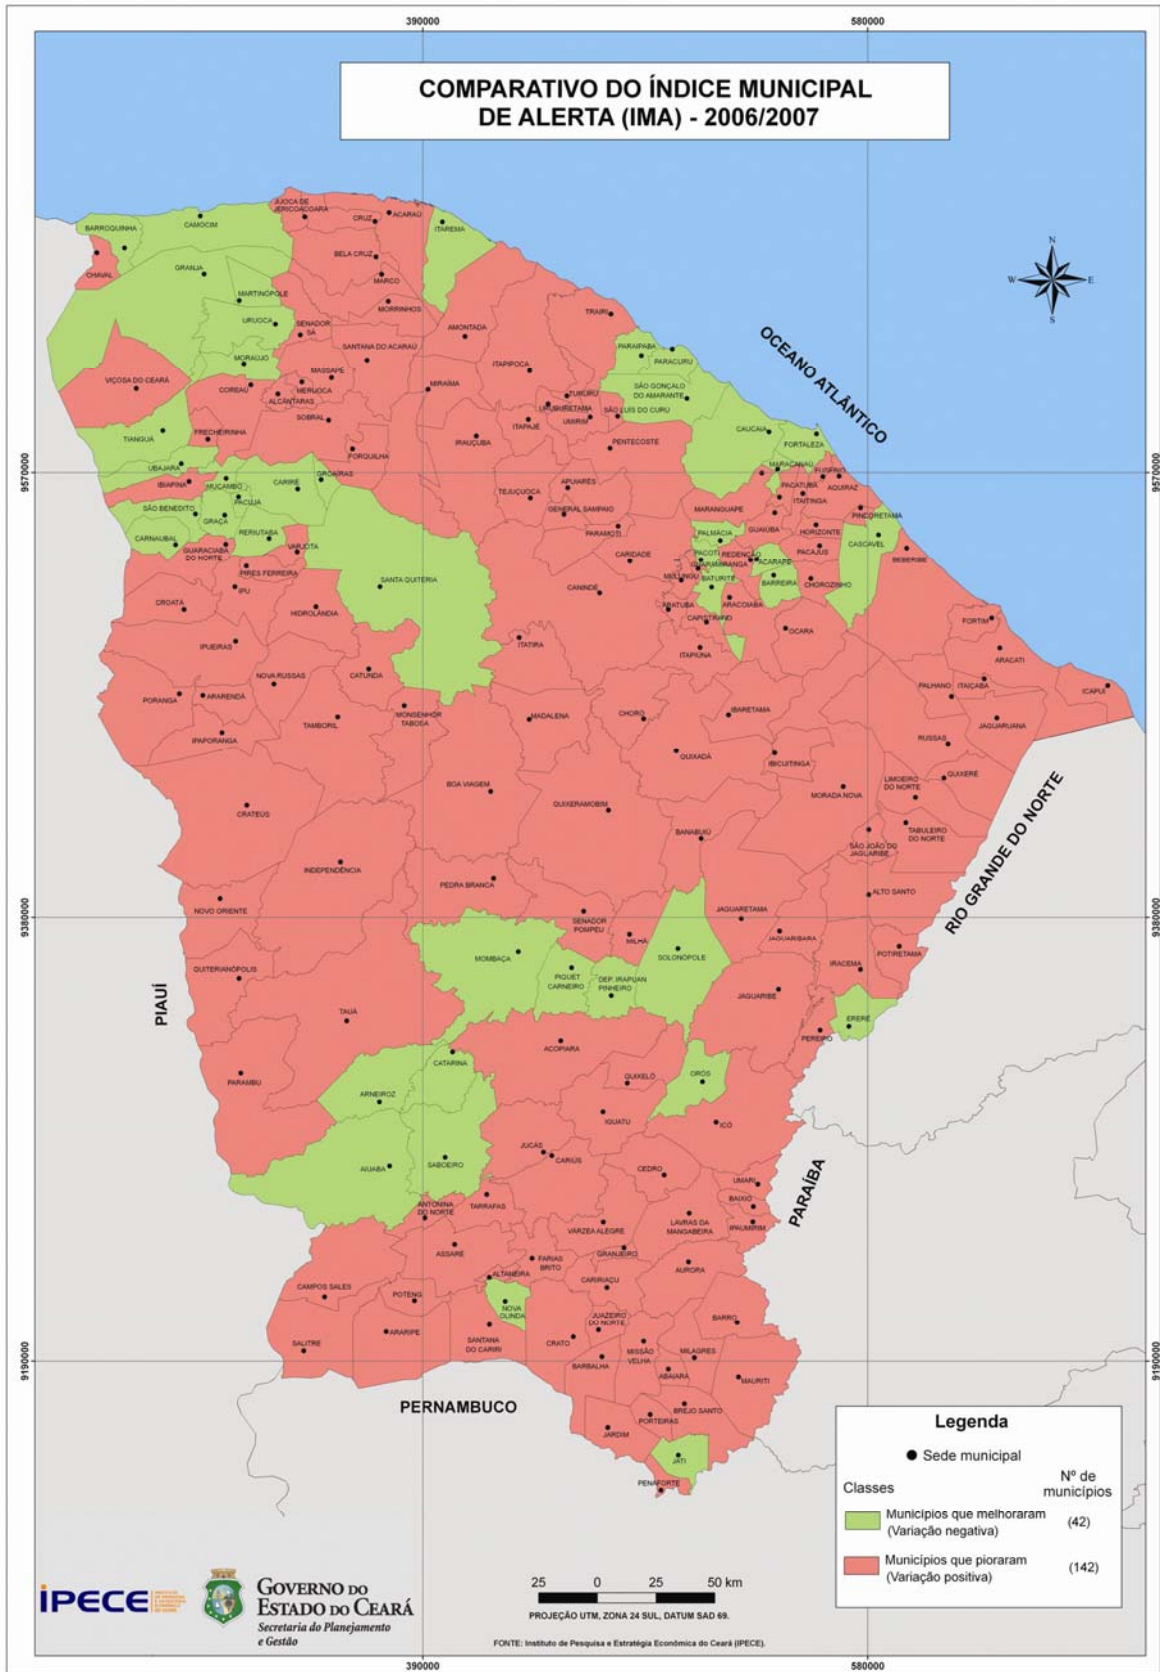 390000
580000
COMPARATIVO DO ÍNDICE MUNICIPAL
DE ALERTA (IMA) - 2006/2007
JIJOCA DE
JERICOACOARA
CRUZ
ACARAÚ
ITAREMA
CAMOCIM
BARROQUINHA
CHAVAL
GRANJA
BELA CRUZ
MARCO
MARTINÓPOLE
MORRINHOS
URUOCA
SENADOR
SÁ
AMONTADA
TRAIRI
OCEANO ATLÂNTICO
N
W
E
S
SANTANA DO ACARAÚ
MORAÚJO
MASSAPÊ
ITAPIPOCA
PARAIPABA
PARACURU
VIÇOSA DO CEARÁ
COREAÚ
MERUOCA
ALCÂNTARAS
MIRAÍMA
TURURU
URUBURETAMA
SÃO GONÇALO
DO AMARANTE
SÃO LUIS DO CURU
SOBRAL
ITAPAJÉ
UMIRIM
TIANGUÁ
FRECHEIRINHA
IRAUÇUBA
PENTECOSTE
CAUCAIA
FORTALEZA
FORQUILHA
UBAJARA
GROAÍRAS
9570000
9570000
IBIAPINA
MUCAMBO
CARIRÉ
APUIARÉS
MARACANAÚ
EUSÉBIO
PACATUBA
AQUIRAZ
PACUJÁ
TEJUÇUOCA
ITAITINGA
SÃO BENEDITO
GRAÇA
GENERAL SAMPAIO
MARANGUAPE
PINDORETAMA
RERIUTABA
PARAMOTI
PALMÁCIA
GUAIÚBA
HORIZONTE
CASCAVEL
CARNAUBAL
GUARACIABA
DO NORTE
VARJOTA
CARIDADE
PACOTI
REDENÇÃO
PACAJUS
BEBERIBE
GUARAMIRANGA
ACARAPE
PIRES FERREIRA
MULUNGU
BATURITÉ
BARREIRA
CHOROZINHO
IPU
SANTA QUITÉRIA
CANINDÉ
CROATÁ
HIDROLÂNDIA
ARATUBA
ARACOIABA
CAPISTRANO
FORTIM
OCARA
IPUEIRAS
ITATIRA
ITAPIÚNA
ARACATI
CATUNDA
NOVA RUSSAS
PORANGA
ARARENDÁ
PALHANO
ITAIÇABA
ICAPUÍ
TAMBORIL
MONSENHOR
TABOSA
MADALENA
CHORÓ
IBARETAMA
JAGUARUANA
IPAPORANGA
RUSSAS
QUIXADÁ
IBICUITINGA
BOA VIAGEM
LIMOEIRO
DO NORTE
QUIXERÉ
MORADA NOVA
CRATEÚS
QUIXERAMOBIM
BANABUIÚ
TABULEIRO
DO NORTE
SÃO JOÃO DO
JAGUARIBE
INDEPENDÊNCIA
RIO GRANDE DO NORTE
PEDRA BRANCA
ALTO SANTO
NOVO ORIENTE
SENADOR
POMPEU
JAGUARETAMA
9380000
9380000
MILHÃ
JAGUARIBARA
SOLONÓPOLE
POTIRETAMA
MOMBAÇA
IRACEMA
QUITERIANÓPOLIS
PIQUET
CARNEIRO
DEP. IRAPUAN
PINHEIRO
JAGUARIBE
PIAUÍ
TAUÁ
ERERÊ
PEREIRO
ACOPIARA
CATARINA
PARAMBU
QUIXELÔ
ORÓS
ARNEIROZ
IGUATU
ICÓ
JUCÁS
CARIÚS
AIUABA
SABOEIRO
CEDRO
UMARI
PARAÍBA
BAIXIO
ANTONINA
DO NORTE
TARRAFAS
LAVRAS DA
MANGABEIRA
VÁRZEA ALEGRE
IPAUMIRIM
ASSARÉ
GRANJEIRO
FARIAS
BRITO
AURORA
ALTANEIRA
CARIRIAÇU
CAMPOS SALES
POTENG
NOVA
OLINDA
JUAZEIRO
DO NORTE
BARRO
ARARIPE
SANTANA
DO CARIRI
CRATO
MISSÃO
VELHA
SALITRE
MILAGRES
BARBALHA
9190000
9190000
ABAIARA
MAURITI
PERNAMBUCO
BREJO SANTO
PORTEIRAS
JARDIM
JATI
PENAFORTE
Legenda
Sede municipal
Classes
Nº de
municípios
Municípios que melhoraram
(Variação negativa)
(42)
Municípios que pioraram
(Variação positiva)
(142)
IPECE
GOVERNO DO
ESTADO DO CEARÁ
Secretaria do Planejamento
e Gestão
25 0 25 50 km
PROJEÇÃO UTM, ZONA 24 SUL, DATUM SAD 69.
FONTE: Instituto de Pesquisa e Estratégia Econômica do Ceará (IPECE).
390000
580000